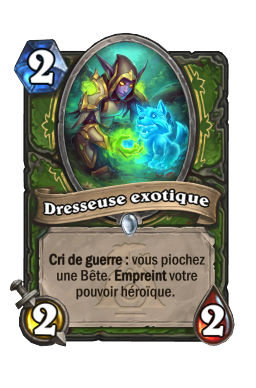 2
Dresseuse exotique
Cri de guerre : vous piochez
une Bête. Empreint votre
pouvoir héroïque.
2 2